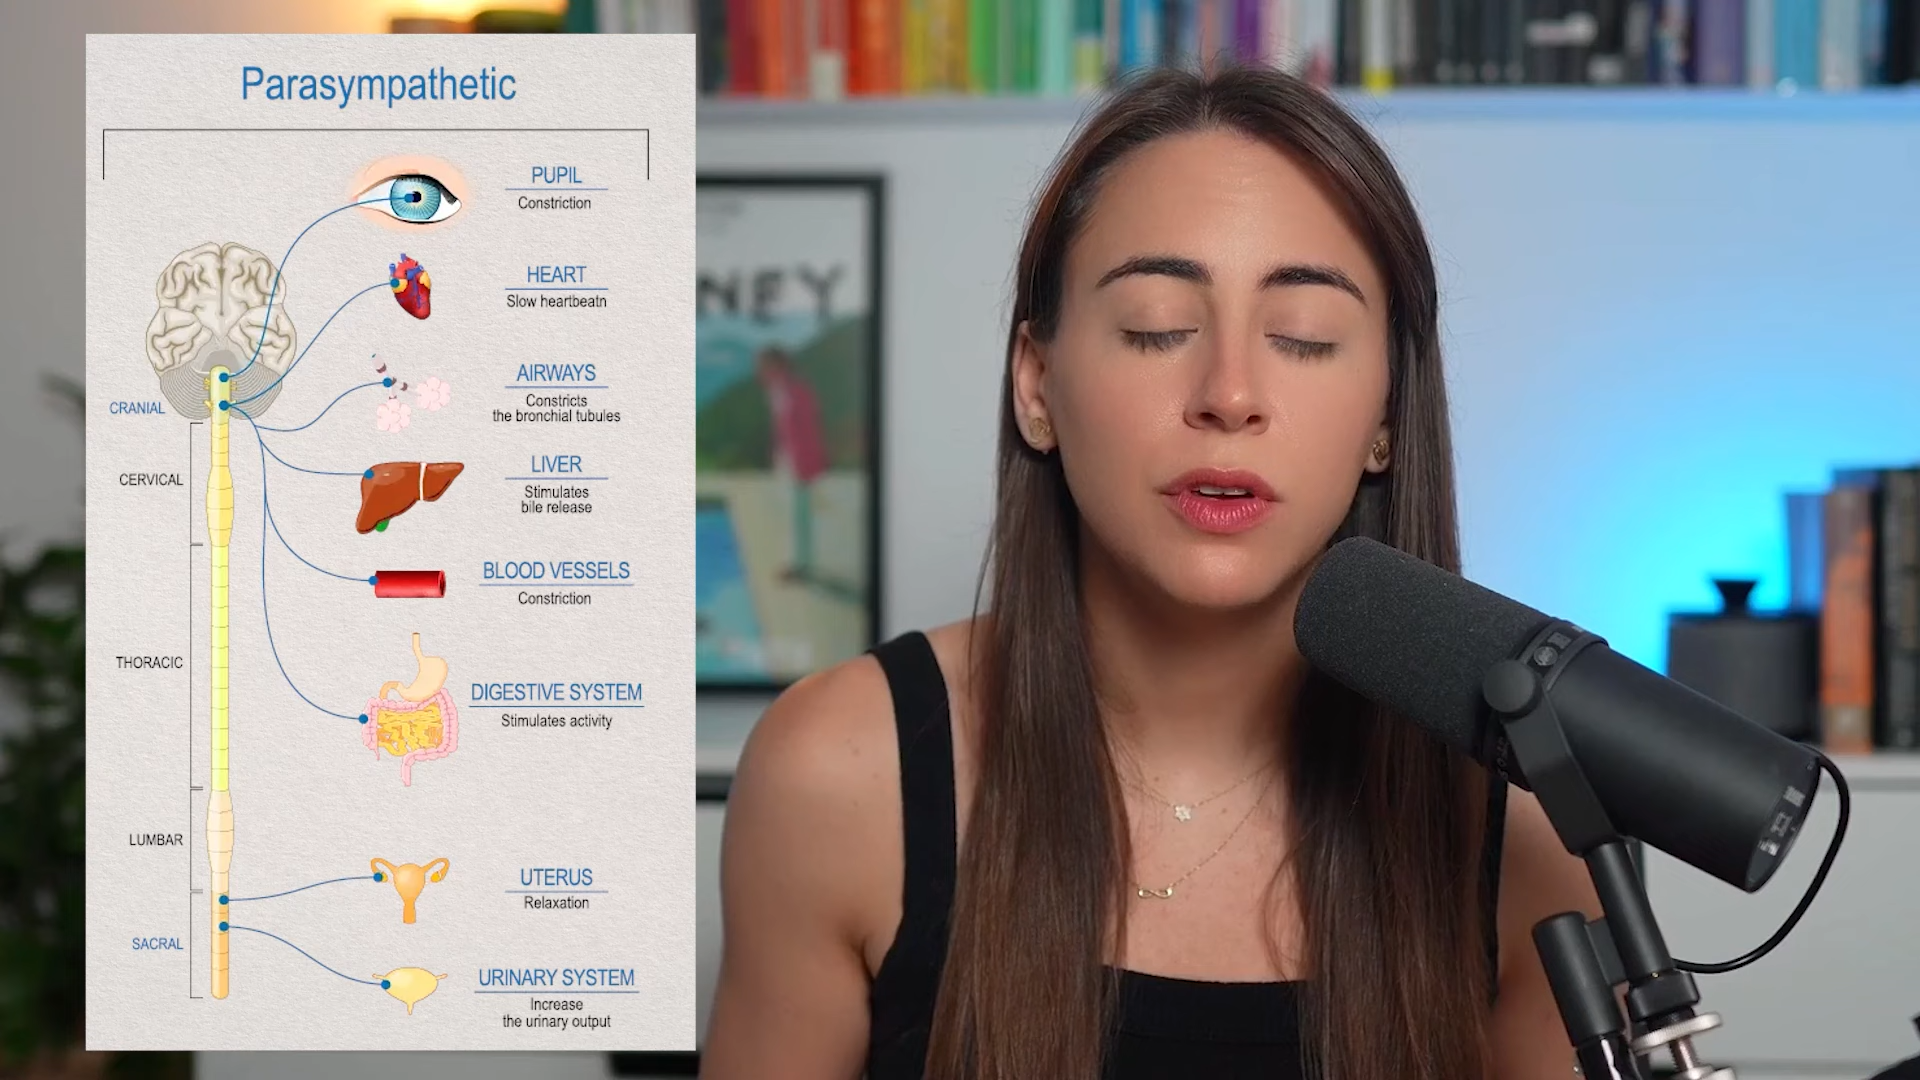 Parasympathetic
PUPIL
Constriction
HEART
Slow heartbeatn
AIRWAYS
Constricts
the bronchial tubules
CRANIAL
LIVER
Stimulates
bile release
CERVICAL
BLOOD VESSELS
Constriction
THORACIC
DIGESTIVE SYSTEM
Stimulates activity
LUMBAR
UTERUS
Relaxation
SACRAL
URINARY SYSTEM
Increase
the urinary output
NEY